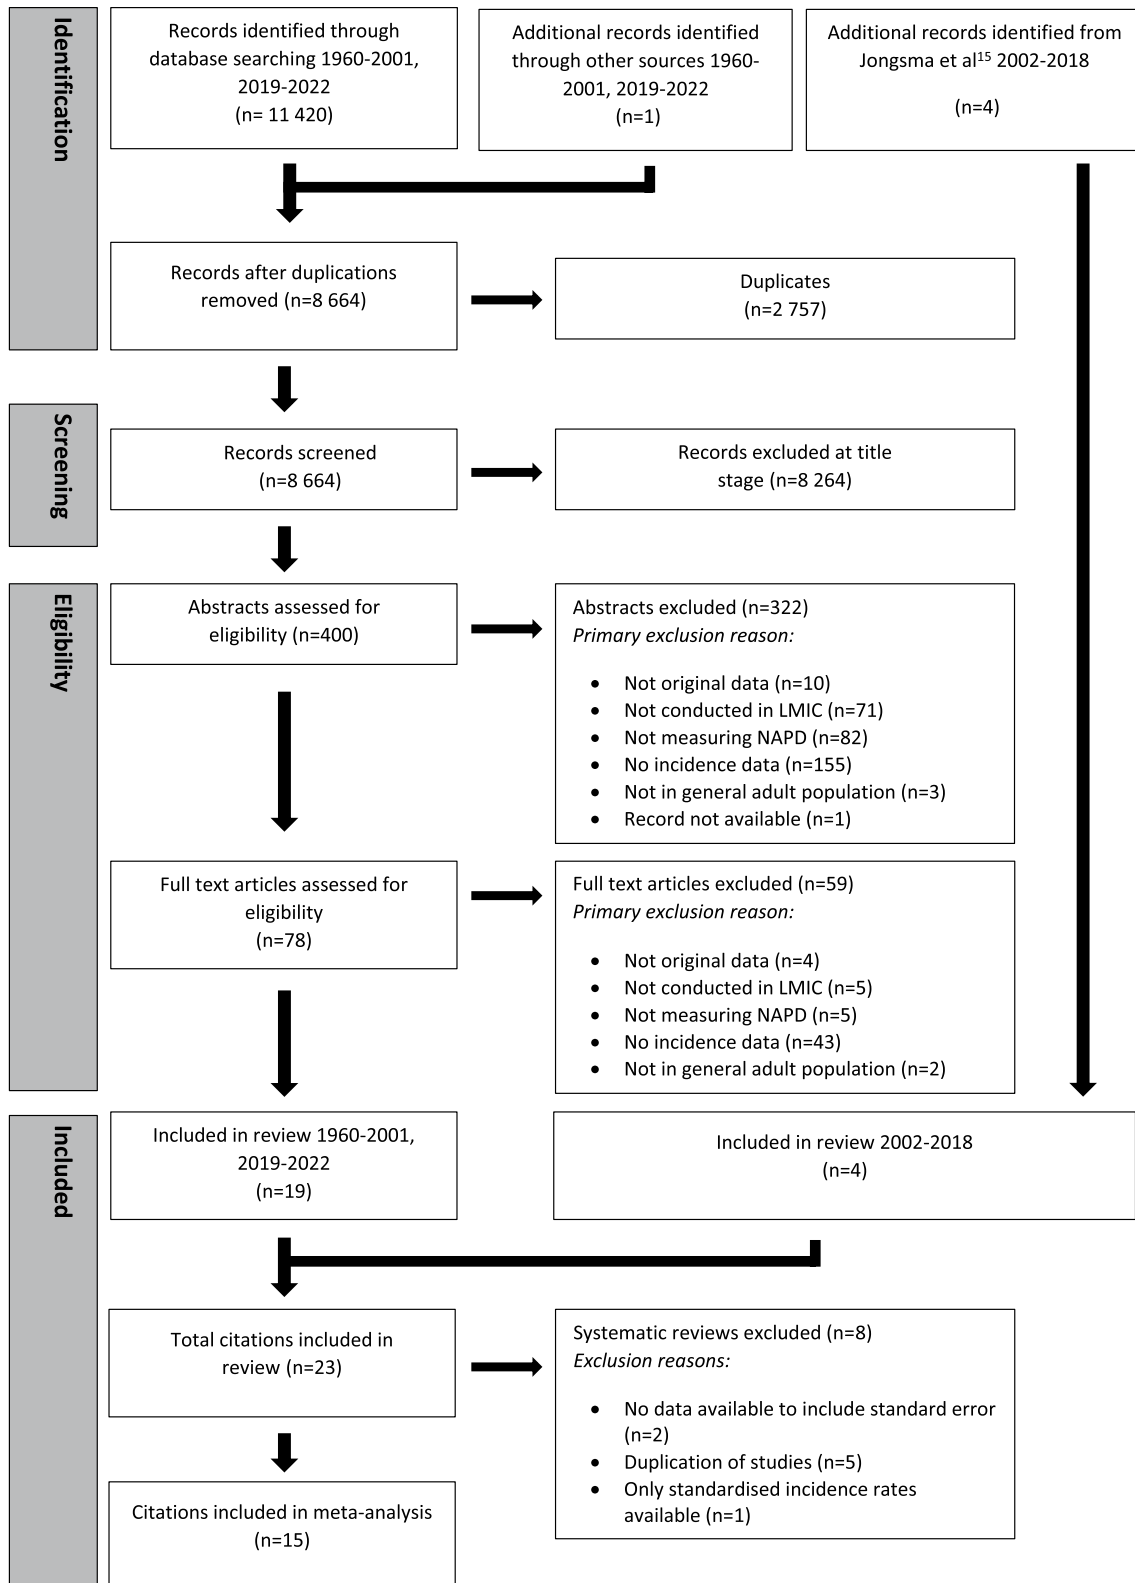 Identification
Records identified through
database searching 1960-2001,
2019-2022
(n= 11 420)
Additional records identified
through other sources 1960-
2001, 2019-2022
(n=1)
Additional records identified from
Jongsma et al15 2002-2018
(n=4)
Records after duplications
removed (n=8 664)
Duplicates
(n=2 757)
Screening
Records screened
(n=8 664)
Records excluded at title
stage (n=8 264)
Eligibility
Abstracts assessed for
eligibility (n=400)
Abstracts excluded (n=322)
Primary exclusion reason:
• Not original data (n=10)
• Not conducted in LMIC (n=71)
• Not measuring NAPD (n=82)
• No incidence data (n=155)
• Not in general adult population (n=3)
• Record not available (n=1)
Full text articles assessed for
eligibility
(n=78)
Full text articles excluded (n=59)
Primary exclusion reason:
• Not original data (n=4)
• Not conducted in LMIC (n=5)
• Not measuring NAPD (n=5)
• No incidence data (n=43)
• Not in general adult population (n=2)
Included
Included in review 1960-2001,
2019-2022
(n=19)
Included in review 2002-2018
(n=4)
Total citations included in
review (n=23)
Systematic reviews excluded (n=8)
Exclusion reasons:
• No data available to include standard error
(n=2)
• Duplication of studies (n=5)
• Only standardised incidence rates
available (n=1)
Citations included in meta-analysis
(n=15)